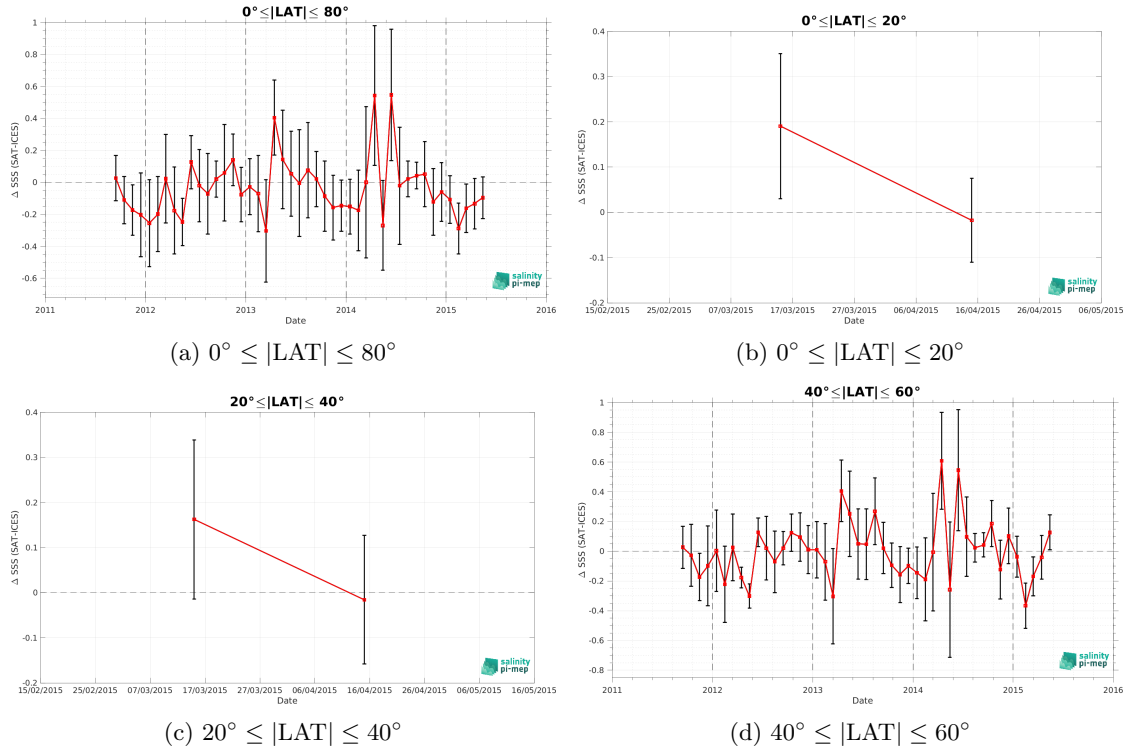 0°≤|LAT|≤ 80°
1
0.8
0.6
0.4
0.2
0
-0.2
-0.4
-0.6
Δ SSS (SAT-ICES)
2011 2012 2013 2014 2015 2016
Date
salinity
pi-mep
(a) 0° ≤ |LAT| ≤ 80°
0°≤|LAT|≤ 20°
0.4
0.3
0.2
0.1
0
-0.1
-0.2
Δ SSS (SAT-ICES)
15/02/2015 25/02/2015 07/03/2015 17/03/2015 27/03/2015 06/04/2015 16/04/2015 26/04/2015 06/05/2015
Date
salinity
pi-mep
(b) 0° ≤ |LAT| ≤ 20°
20°≤|LAT|≤ 40°
0.4
0.3
0.2
0.1
0
-0.1
-0.2
Δ SSS (SAT-ICES)
15/02/2015 25/02/2015 07/03/2015 17/03/2015 27/03/2015 06/04/2015 16/04/2015 26/04/2015 06/05/2015 16/05/2015
Date
salinity
pi-mep
(c) 20° ≤ |LAT| ≤ 40°
40°≤|LAT|≤ 60°
1
0.8
0.6
0.4
0.2
0
-0.2
-0.4
-0.6
-0.8
Δ SSS (SAT-ICES)
2011 2012 2013 2014 2015 2016
Date
salinity
pi-mep
(d) 40° ≤ |LAT| ≤ 60°